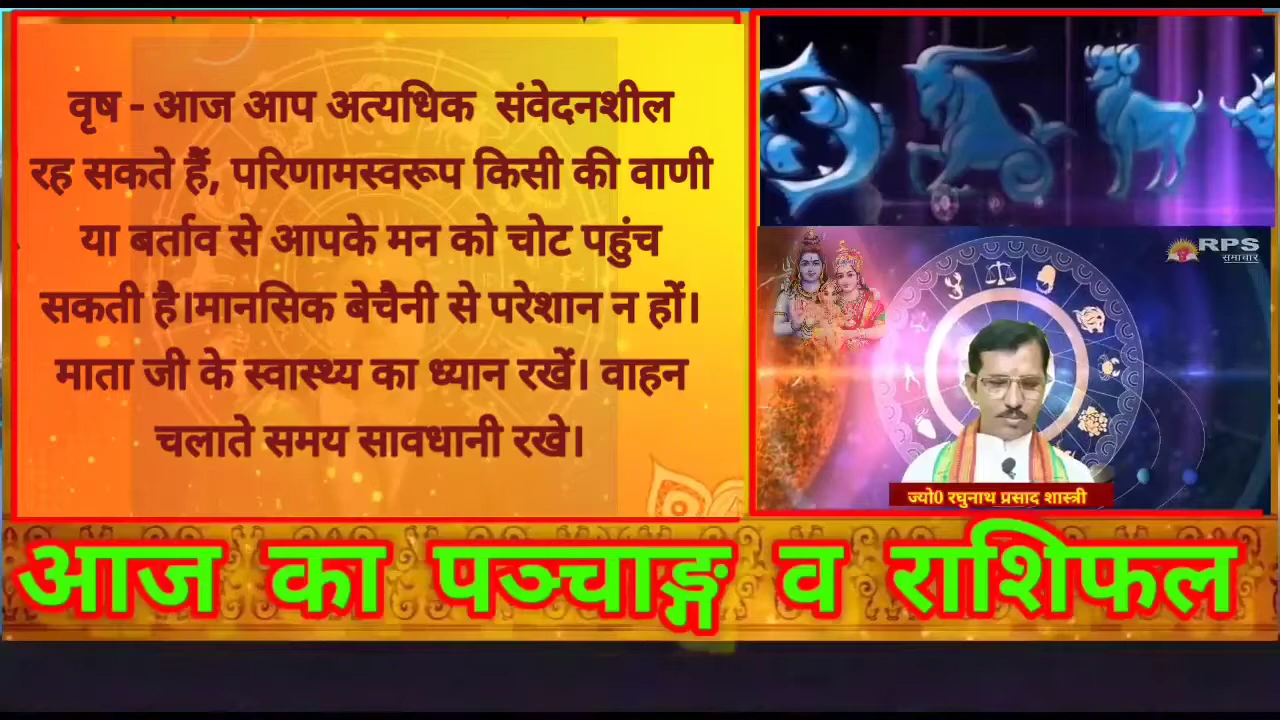 वृष - आज आप अत्यधिक संवेदनशील
रह सकते हैं, परिणामस्वरूप किसी की वाणी
या बर्ताव से आपके मन को चोट पहुंच
सकती है।मानसिक बेचैनी से परेशान न हों।
माता जी के स्वास्थ्य का ध्यान रखें। वाहन
चलाते समय सावधानी रखे।
RPS
समाचार
ज्यो0 रघुनाथ प्रसाद शास्त्री
आज का पञ्चाङ्ग व राशिफल